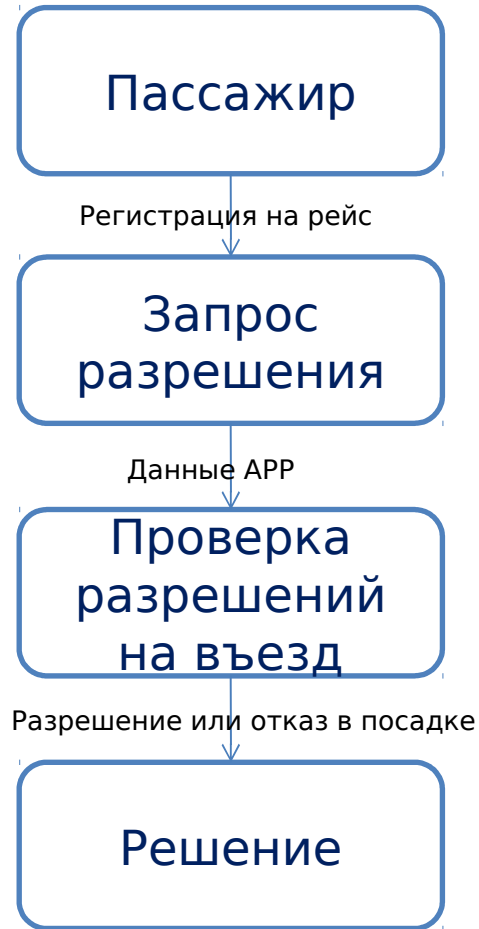 Пассажир
Регистрация на рейс
Запрос
разрешения
Данные APP
Проверка
разрешений
на въезд
Разрешение или отказ в посадке
Решение